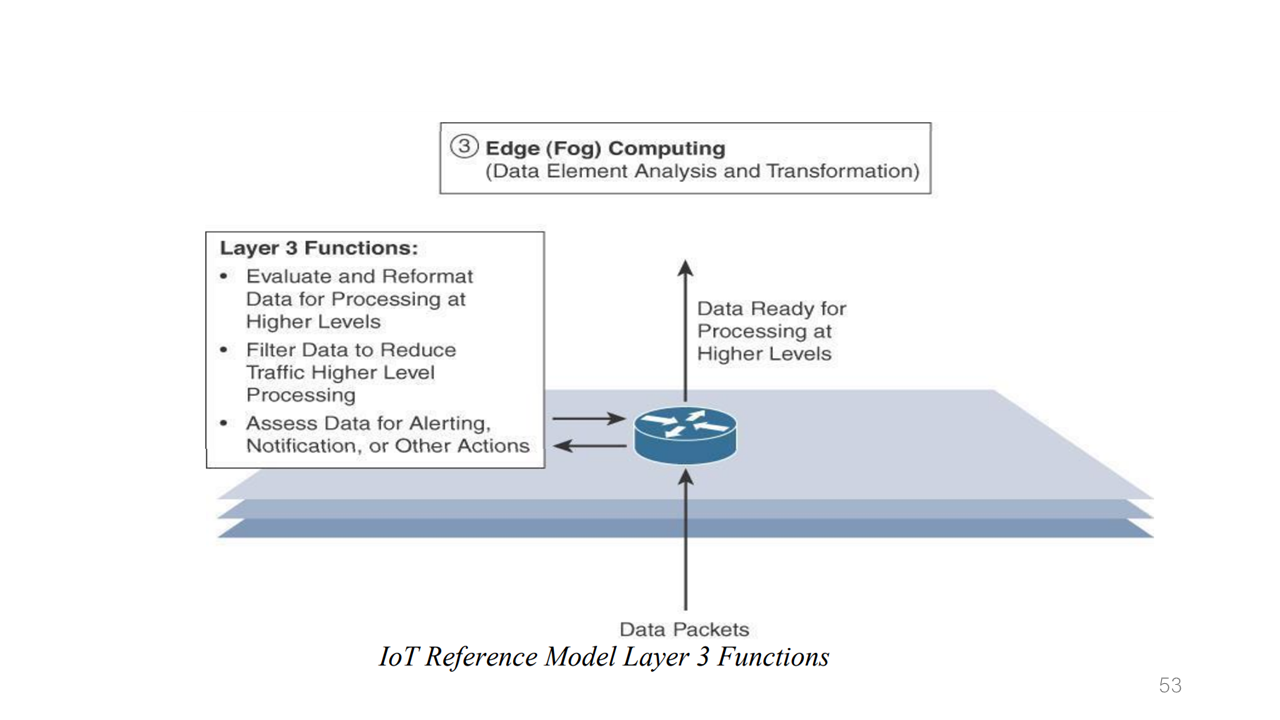 ③ Edge (Fog) Computing
(Data Element Analysis and Transformation)
Layer 3 Functions:
• Evaluate and Reformat
Data for Processing at
Higher Levels
• Filter Data to Reduce
Traffic Higher Level
Processing
• Assess Data for Alerting,
Notification, or Other Actions
Data Ready for
Processing at
Higher Levels
Data Packets
IoT Reference Model Layer 3 Functions
53